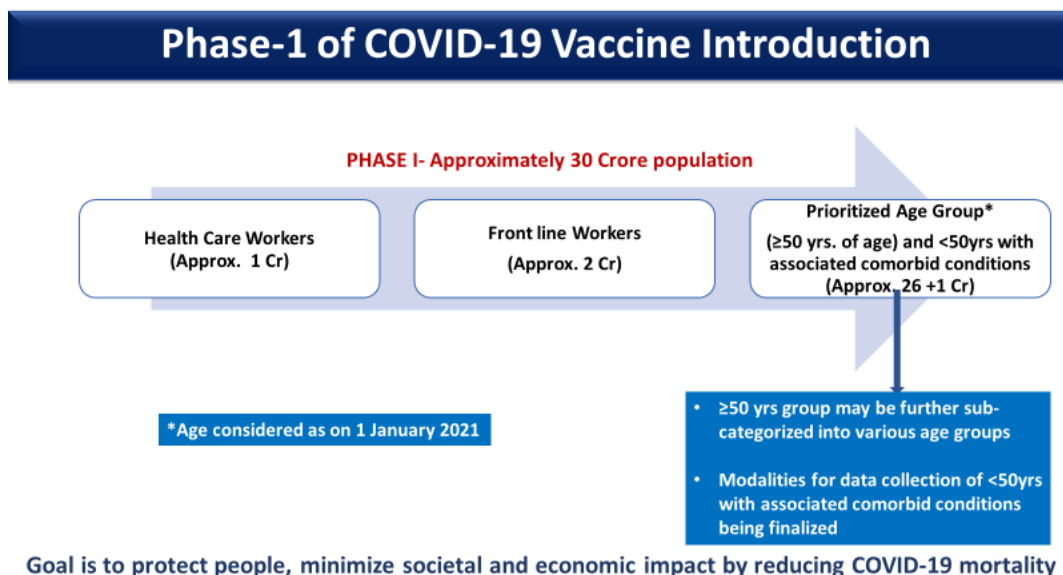 Phase-1 of COVID-19 Vaccine Introduction
PHASE I- Approximately 30 Crore population
Health Care Workers
(Approx. 1 Cr)
Front line Workers
(Approx. 2 Cr)
Prioritized Age Group*
(≥50 yrs. of age) and <50yrs with
associated comorbid conditions
(Approx. 26 +1 Cr)
*Age considered as on 1 January 2021
• ≥50 yrs group may be further sub-
categorized into various age groups
• Modalities for data collection of <50yrs
with associated comorbid conditions
being finalized
Goal is to protect people, minimize societal and economic impact by reducing COVID-19 mortality